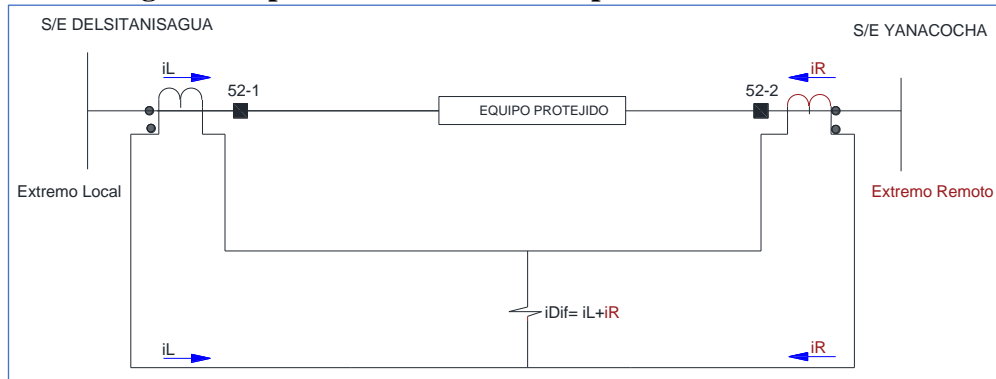 S/E DELSITANISAGUA
S/E YANACOCHA
iL
iR
52-1
52-2
EQUIPO PROTEJIDO
Extremo Local
Extremo Remoto
iDif= iL+iR
iL
iR